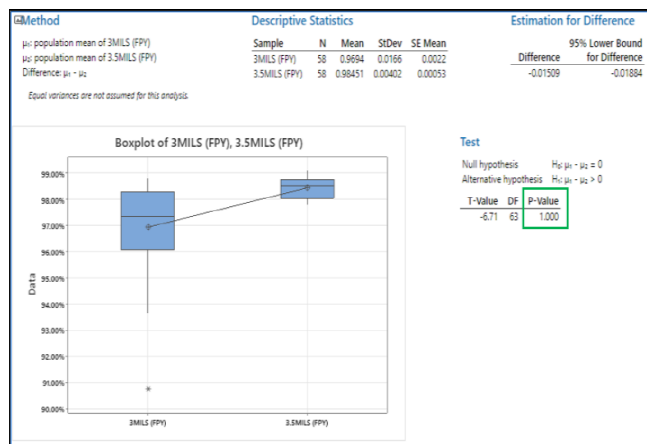 Method
μ₁: population mean of 3MILS (FPY)
μ₂: population mean of 3.5MILS (FPY)
Difference: μ₁ - μ₂
Equal variances are not assumed for this analysis.
Descriptive Statistics
Sample N Mean StDev SE Mean
3MILS (FPY) 58 0.9694 0.0166 0.0022
3.5MILS (FPY) 58 0.98451 0.00402 0.00053
Estimation for Difference
95% Lower Bound
Difference for Difference
-0.01509 -0.01884
Boxplot of 3MILS (FPY), 3.5MILS (FPY)
99.00%
98.00%
97.00%
96.00%
95.00%
94.00%
93.00%
92.00%
91.00%
90.00%
Data
3MILS (FPY) 3.5MILS (FPY)
Test
Null hypothesis H₀: μ₁ - μ₂ = 0
Alternative hypothesis H₁: μ₁ - μ₂ > 0
T-Value DF P-Value
-6.71 63 1.000